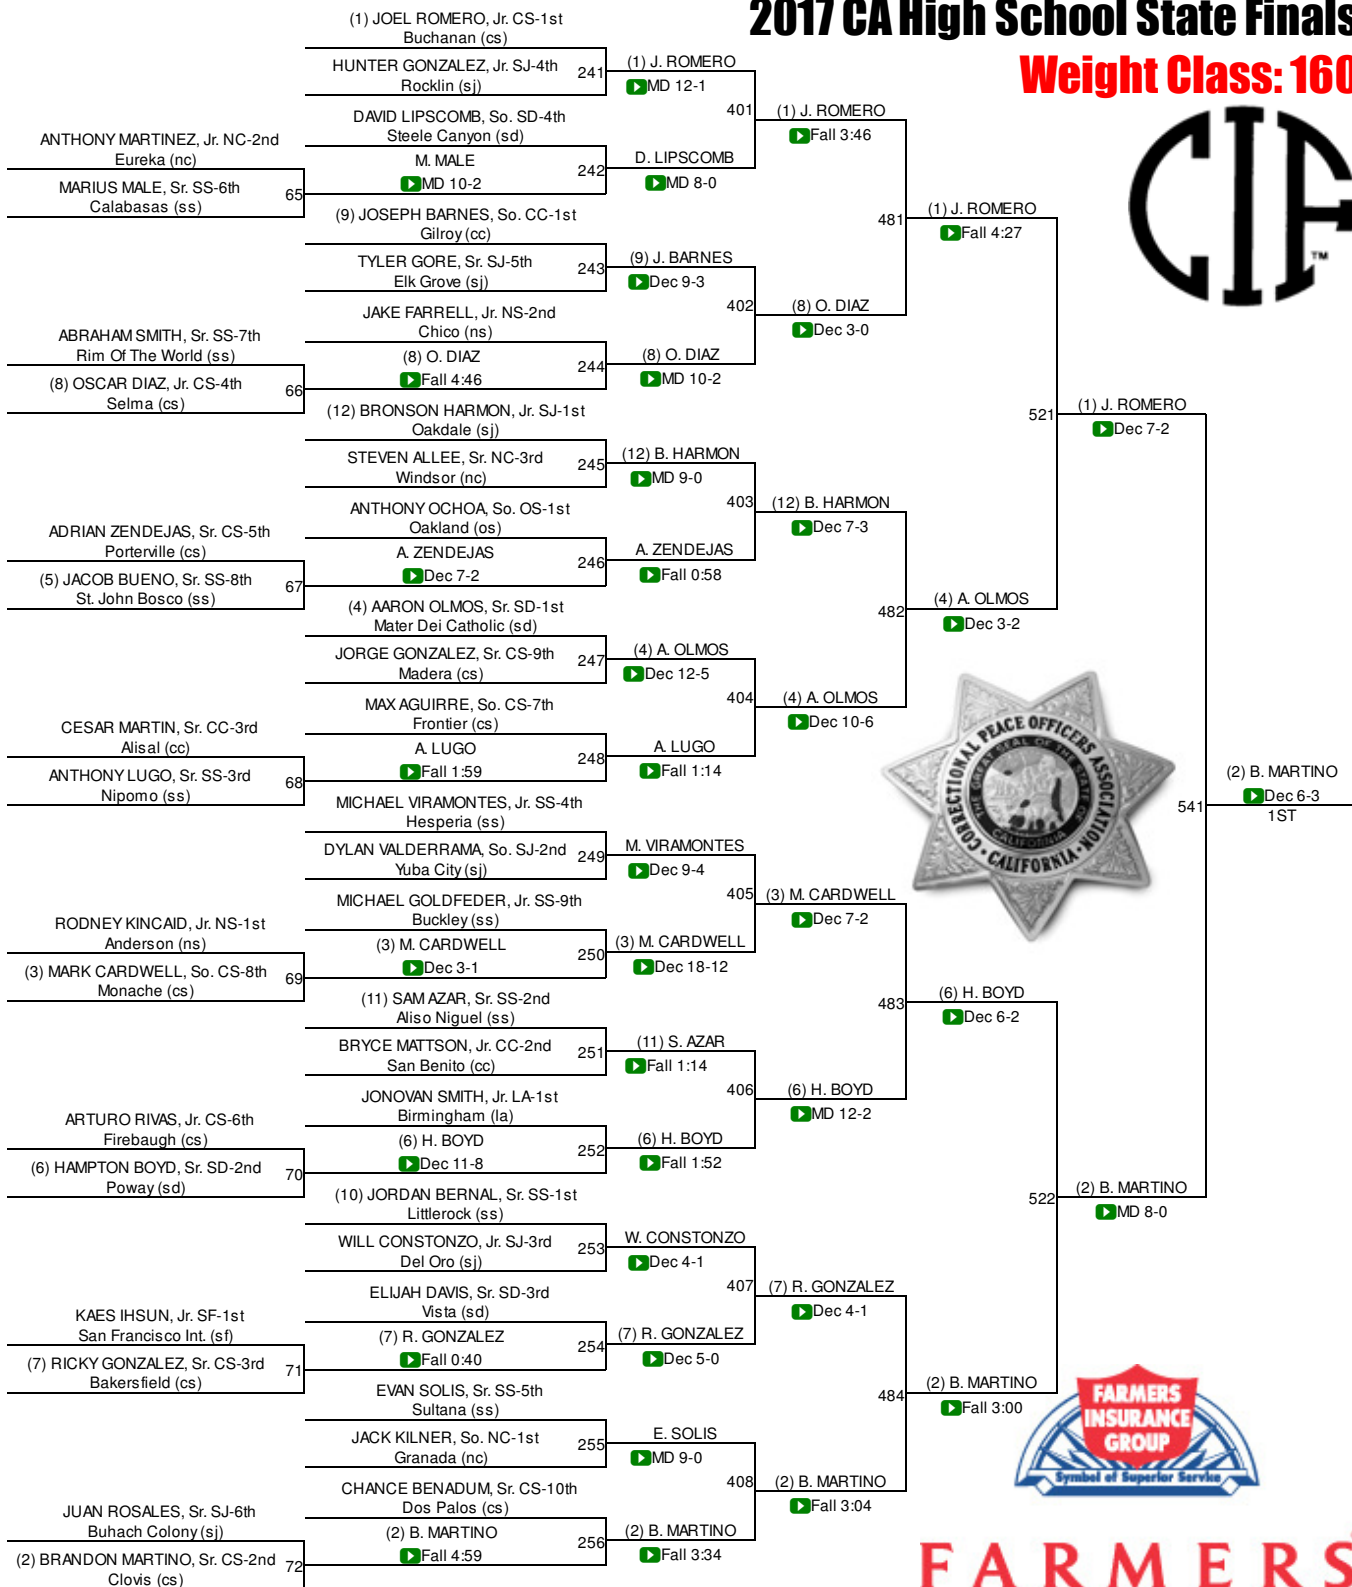 2017 CA High School State Finals
Weight Class: 160
CIF
TM
(1) JOEL ROMERO, Jr. CS-1st
Buchanan (cs)
HUNTER GONZALEZ, Jr. SJ-4th
Rocklin (sj)
241
(1) J. ROMERO
MD 12-1
DAVID LIPSCOMB, So. SD-4th
Steele Canyon (sd)
ANTHONY MARTINEZ, Jr. NC-2nd
Eureka (nc)
MARIUS MALE, Sr. SS-6th
Calabasas (ss)
65
M. MALE
MD 10-2
242
D. LIPSCOMB
MD 8-0
401
(1) J. ROMERO
Fall 3:46
(9) JOSEPH BARNES, So. CC-1st
Gilroy (cc)
TYLER GORE, Sr. SJ-5th
Elk Grove (sj)
243
(9) J. BARNES
Dec 9-3
JAKE FARRELL, Jr. NS-2nd
Chico (ns)
ABRAHAM SMITH, Sr. SS-7th
Rim Of The World (ss)
(8) OSCAR DIAZ, Jr. CS-4th
Selma (cs)
66
(8) O. DIAZ
Fall 4:46
244
(8) O. DIAZ
MD 10-2
402
(8) O. DIAZ
Dec 3-0
481
(1) J. ROMERO
Fall 4:27
(12) BRONSON HARMON, Jr. SJ-1st
Oakdale (sj)
STEVEN ALLEE, Sr. NC-3rd
Windsor (nc)
245
(12) B. HARMON
MD 9-0
ANTHONY OCHOA, So. OS-1st
Oakland (os)
ADRIAN ZENDEJAS, Sr. CS-5th
Porterville (cs)
(5) JACOB BUENO, Sr. SS-8th
St. John Bosco (ss)
67
A. ZENDEJAS
Dec 7-2
246
A. ZENDEJAS
Fall 0:58
403
(12) B. HARMON
Dec 7-3
(4) AARON OLMOS, Sr. SD-1st
Mater Dei Catholic (sd)
JORGE GONZALEZ, Sr. CS-9th
Madera (cs)
247
(4) A. OLMOS
Dec 12-5
MAX AGUIRRE, So. CS-7th
Frontier (cs)
CESAR MARTIN, Sr. CC-3rd
Alisal (cc)
ANTHONY LUGO, Sr. SS-3rd
Nipomo (ss)
68
A. LUGO
Fall 1:59
248
A. LUGO
Fall 1:14
404
(4) A. OLMOS
Dec 10-6
482
(4) A. OLMOS
Dec 3-2
521
(1) J. ROMERO
Dec 7-2
MICHAEL VIRAMONTES, Jr. SS-4th
Hesperia (ss)
DYLAN VALDERRAMA, So. SJ-2nd
Yuba City (sj)
249
M. VIRAMONTES
Dec 9-4
MICHAEL GOLDFEDER, Jr. SS-9th
Buckley (ss)
RODNEY KINCAID, Jr. NS-1st
Anderson (ns)
(3) MARK CARDWELL, So. CS-8th
Monache (cs)
69
(3) M. CARDWELL
Dec 3-1
250
(3) M. CARDWELL
Dec 18-12
405
(3) M. CARDWELL
Dec 7-2
(11) SAM AZAR, Sr. SS-2nd
Aliso Niguel (ss)
BRYCE MATTSON, Jr. CC-2nd
San Benito (cc)
251
(11) S. AZAR
Fall 1:14
JONOVAN SMITH, Jr. LA-1st
Birmingham (la)
ARTURO RIVAS, Jr. CS-6th
Firebaugh (cs)
(6) HAMPTON BOYD, Sr. SD-2nd
Poway (sd)
70
(6) H. BOYD
Dec 11-8
252
(6) H. BOYD
Fall 1:52
406
(6) H. BOYD
MD 12-2
483
(6) H. BOYD
Dec 6-2
(10) JORDAN BERNAL, Sr. SS-1st
Littlerock (ss)
WILL CONSTONZO, Jr. SJ-3rd
Del Oro (sj)
253
W. CONSTONZO
Dec 4-1
ELIJAH DAVIS, Sr. SD-3rd
Vista (sd)
KAES IHSUN, Jr. SF-1st
San Francisco Int. (sf)
(7) RICKY GONZALEZ, Sr. CS-3rd
Bakersfield (cs)
71
(7) R. GONZALEZ
Fall 0:40
254
(7) R. GONZALEZ
Dec 5-0
407
(7) R. GONZALEZ
Dec 4-1
EVAN SOLIS, Sr. SS-5th
Sultana (ss)
JACK KILNER, So. NC-1st
Granada (nc)
255
E. SOLIS
MD 9-0
CHANCE BENADUM, Sr. CS-10th
Dos Palos (cs)
JUAN ROSALES, Sr. SJ-6th
Buhach Colony (sj)
(2) BRANDON MARTINO, Sr. CS-2nd
Clovis (cs)
72
(2) B. MARTINO
Fall 4:59
256
(2) B. MARTINO
Fall 3:34
408
(2) B. MARTINO
Fall 3:04
484
(2) B. MARTINO
Fall 3:00
522
(2) B. MARTINO
MD 8-0
541
(2) B. MARTINO
Dec 6-3
1ST
CORRECTIONAL PEACE OFFICERS ASSOCIATION
CALIFORNIA
THE GREAT SEAL OF THE STATE OF
CALIFORNIA
FARMERS
INSURANCE
GROUP
Symbol of Superior Service
FARMERS